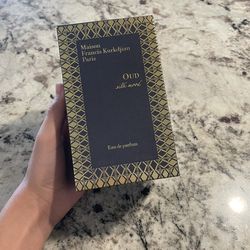 Maison
Francis Kurkdjian
Paris
OUD
silk mood
Eau de parfum